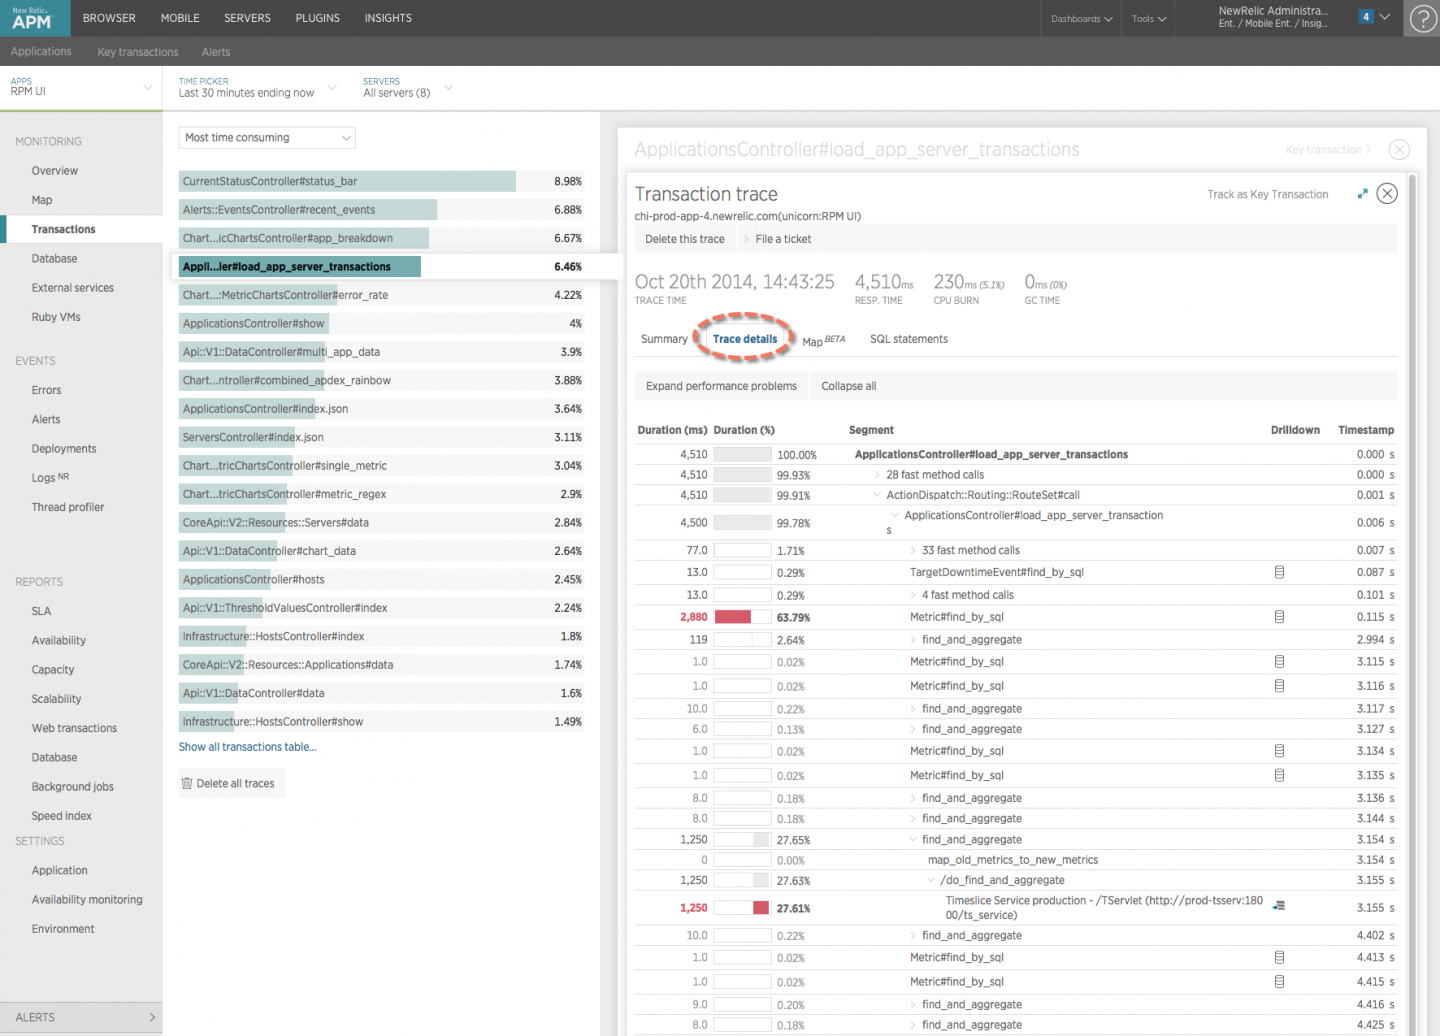 New Relic.
APM
BROWSER MOBILE SERVERS PLUGINS INSIGHTS
Dashboards Tools
NewRelic Administra...
Ent. / Mobile Ent. / Insig...
4
?
Applications Key transactions Alerts
APPS
RPM UI
TIME PICKER
Last 30 minutes ending now
SERVERS
All servers (8)
MONITORING
Overview
Map
Transactions
Database
External services
Ruby VMs
EVENTS
Errors
Alerts
Deployments
Logs NR
Thread profiler
REPORTS
SLA
Availability
Capacity
Scalability
Web transactions
Database
Background jobs
Speed index
SETTINGS
Application
Availability monitoring
Environment
ALERTS
Most time consuming
CurrentStatusController#status_bar 8.98%
Alerts::EventsController#recent_events 6.88%
Chart...icChartsController#app_breakdown 6.67%
Appli...ler#load_app_server_transactions 6.46%
Chart...:MetricChartsController#error_rate 4.22%
ApplicationsController#show 4%
Api::V1::DataController#multi_app_data 3.9%
Chart...ntroller#combined_apdex_rainbow 3.88%
ApplicationsController#index.json 3.64%
ServersController#index.json 3.11%
Chart...tricChartsController#single_metric 3.04%
Chart...tricChartsController#metric_regex 2.9%
CoreApi::V2::Resources::Servers#data 2.84%
Api::V1::DataController#chart_data 2.64%
ApplicationsController#hosts 2.45%
Api::V1::ThresholdValuesController#index 2.24%
Infrastructure::HostsController#index 1.8%
CoreApi::V2::Resources::Applications#data 1.74%
Api::V1::DataController#data 1.6%
Infrastructure::HostsController#show 1.49%
Show all transactions table...
Delete all traces
ApplicationsController#load_app_server_transactions
Key transaction
Transaction trace
Track as Key Transaction
chi-prod-app-4.newrelic.com(unicorn:RPM UI)
Delete this trace File a ticket
Oct 20th 2014, 14:43:25 4,510ms 230ms (5.1%) 0ms (0%)
TRACE TIME RESP. TIME CPU BURN GC TIME
Summary Trace details Map BETA SQL statements
Expand performance problems Collapse all
Duration (ms) Duration (%) Segment Drilldown Timestamp
4,510 100.00% ApplicationsController#load_app_server_transactions 0.000 s
4,510 99.93% 28 fast method calls 0.000 s
4,510 99.91% ActionDispatch::Routing::RouteSet#call 0.001 s
4,500 99.78% ApplicationsController#load_app_server_transaction
s 0.006 s
77.0 1.71% 33 fast method calls 0.007 s
13.0 0.29% TargetDowntimeEvent#find_by_sql 0.087 s
13.0 0.29% 4 fast method calls 0.101 s
2,880 63.79% Metric#find_by_sql 0.115 s
119 2.64% find_and_aggregate 2.994 s
1.0 0.02% Metric#find_by_sql 3.115 s
1.0 0.02% Metric#find_by_sql 3.116 s
10.0 0.22% find_and_aggregate 3.117 s
6.0 0.13% find_and_aggregate 3.127 s
1.0 0.02% Metric#find_by_sql 3.134 s
1.0 0.02% Metric#find_by_sql 3.135 s
8.0 0.18% find_and_aggregate 3.136 s
8.0 0.18% find_and_aggregate 3.144 s
1,250 27.65% find_and_aggregate 3.154 s
0 0.00% map_old_metrics_to_new_metrics 3.154 s
1,250 27.63% /do_find_and_aggregate 3.155 s
1,250 27.61% Timeslice Service production - /TServlet (http://prod-tsserv:180
00/ts_service) 3.155 s
10.0 0.22% find_and_aggregate 4.402 s
1.0 0.02% Metric#find_by_sql 4.413 s
1.0 0.02% Metric#find_by_sql 4.415 s
9.0 0.20% find_and_aggregate 4.416 s
8.0 0.18% find_and_aggregate 4.425 s